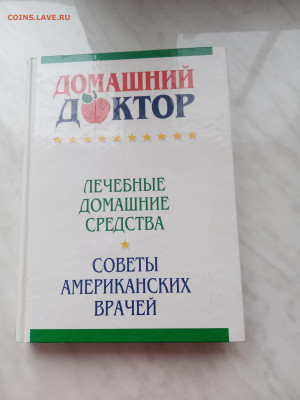 COINS.LAVE.RU
ДОМАШНИЙ
ДОКТОР
ЛЕЧЕБНЫЕ
ДОМАШНИЕ
СРЕДСТВА
СОВЕТЫ
АМЕРИКАНСКИХ
ВРАЧЕЙ